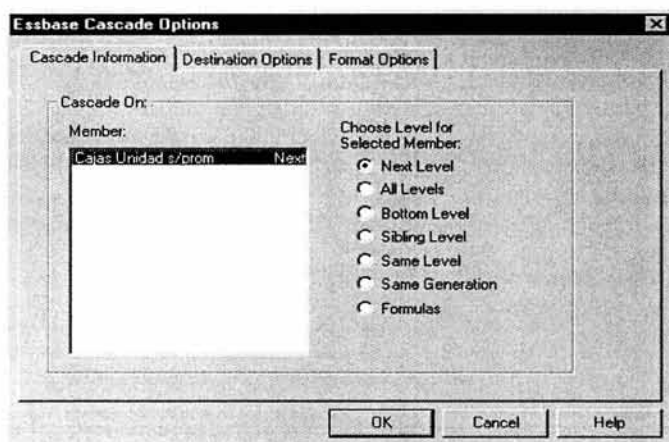 Essbase Cascade Options
Cascade Information
Destination Options
Format Options
Cascade On:
Member:
Cajas Unidad s/prom Next
Choose Level for
Selected Member:
Next Level
All Levels
Bottom Level
Sibling Level
Same Level
Same Generation
Formulas
OK
Cancel
Help